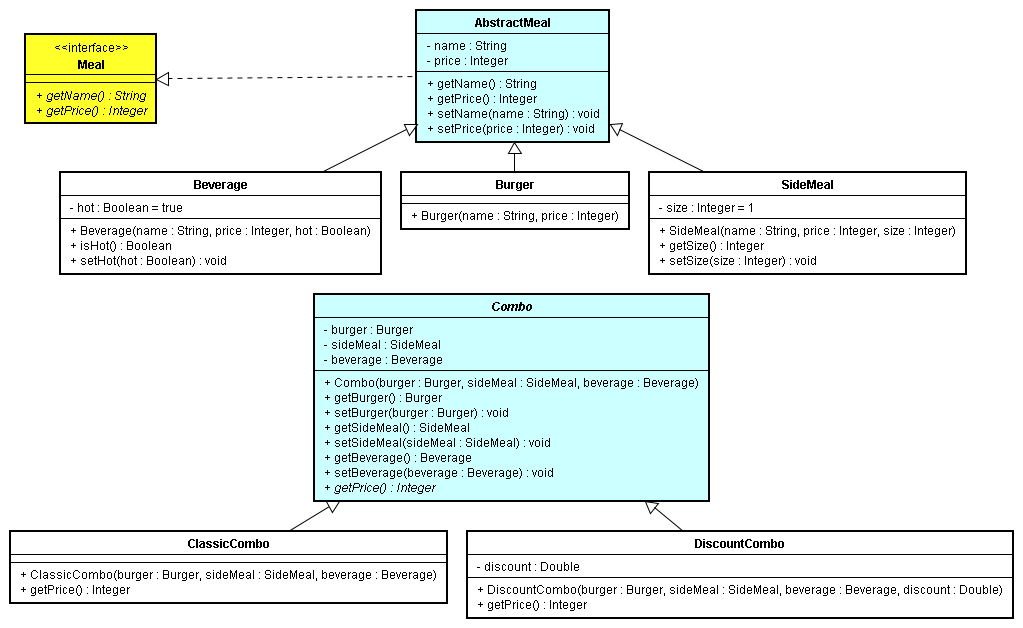 <<interface>>
Meal
+ getName() : String
+ getPrice() : Integer
AbstractMeal
- name : String
- price : Integer
+ getName() : String
+ getPrice() : Integer
+ setName(name : String) : void
+ setPrice(price : Integer) : void
Beverage
- hot : Boolean = true
+ Beverage(name : String, price : Integer, hot : Boolean)
+ isHot() : Boolean
+ setHot(hot : Boolean) : void
Burger
+ Burger(name : String, price : Integer)
SideMeal
- size : Integer = 1
+ SideMeal(name : String, price : Integer, size : Integer)
+ getSize() : Integer
+ setSize(size : Integer) : void
Combo
- burger : Burger
- sideMeal : SideMeal
- beverage : Beverage
+ Combo(burger : Burger, sideMeal : SideMeal, beverage : Beverage)
+ getBurger() : Burger
+ setBurger(burger : Burger) : void
+ getSideMeal() : SideMeal
+ setSideMeal(sideMeal : SideMeal) : void
+ getBeverage() : Beverage
+ setBeverage(beverage : Beverage) : void
+ getPrice() : Integer
ClassicCombo
+ ClassicCombo(burger : Burger, sideMeal : SideMeal, beverage : Beverage)
+ getPrice() : Integer
DiscountCombo
- discount : Double
+ DiscountCombo(burger : Burger, sideMeal : SideMeal, beverage : Beverage, discount : Double)
+ getPrice() : Integer